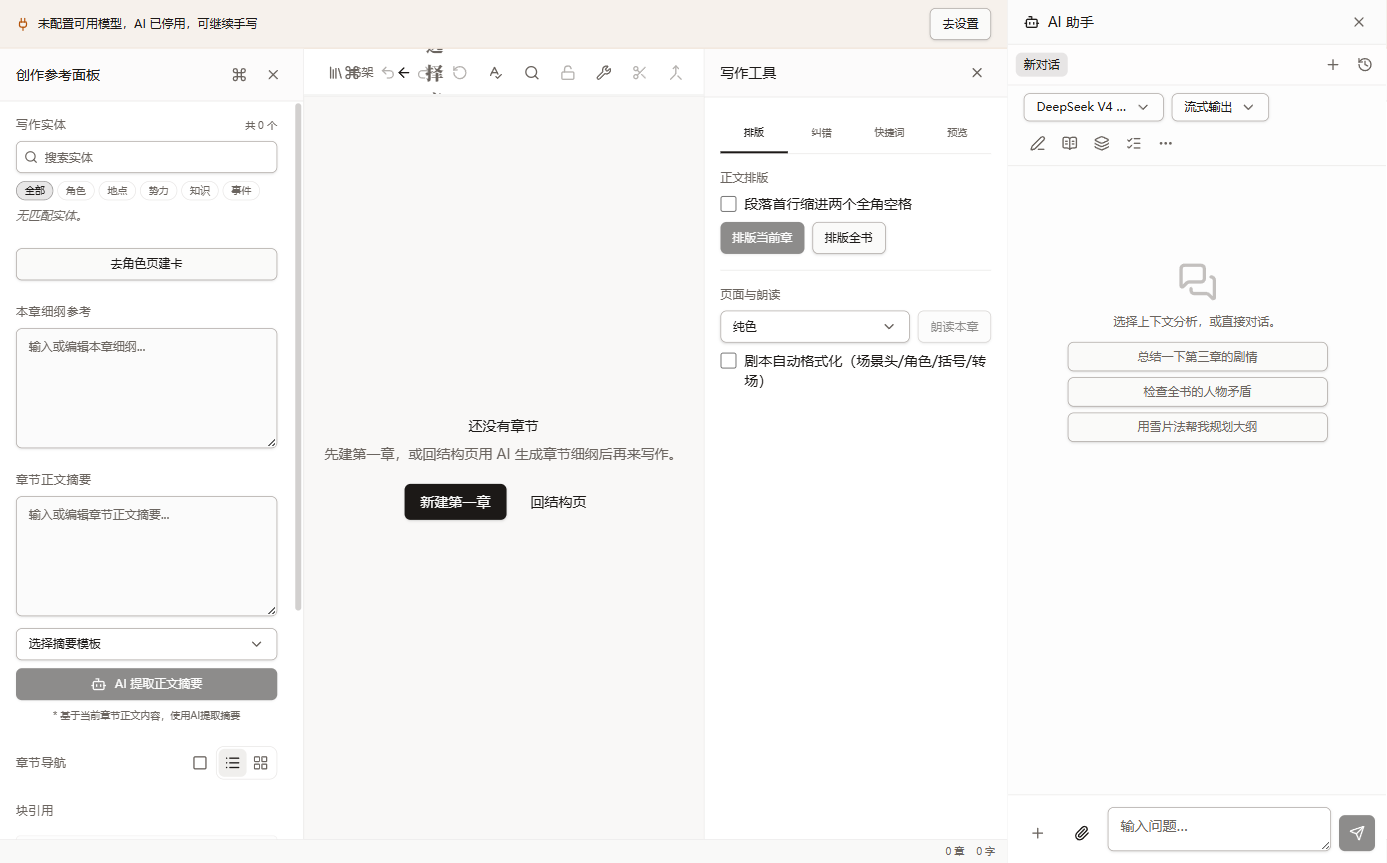 未配置可用模型，AI 已停用，可继续手写
去设置
创作参考面板
写作实体
共 0 个
搜索实体
全部
角色
地点
势力
知识
事件
无匹配实体。
去角色页建卡
本章细纲参考
输入或编辑本章细纲...
章节正文摘要
输入或编辑章节正文摘要...
选择摘要模板
AI 提取正文摘要
* 基于当前章节正文内容，使用AI提取摘要
章节导航
块引用
架
择
还没有章节
先建第一章，或回结构页用 AI 生成章节细纲后再来写作。
新建第一章
回结构页
写作工具
排版
纠错
快捷词
预览
正文排版
段落首行缩进两个全角空格
排版当前章
排版全书
页面与朗读
纯色
朗读本章
剧本自动格式化（场景头/角色/括号/转
场）
0 章
0 字
AI 助手
新对话
DeepSeek V4 ...
流式输出
选择上下文分析，或直接对话。
总结一下第三章的剧情
检查全书的人物矛盾
用雪片法帮我规划大纲
输入问题...